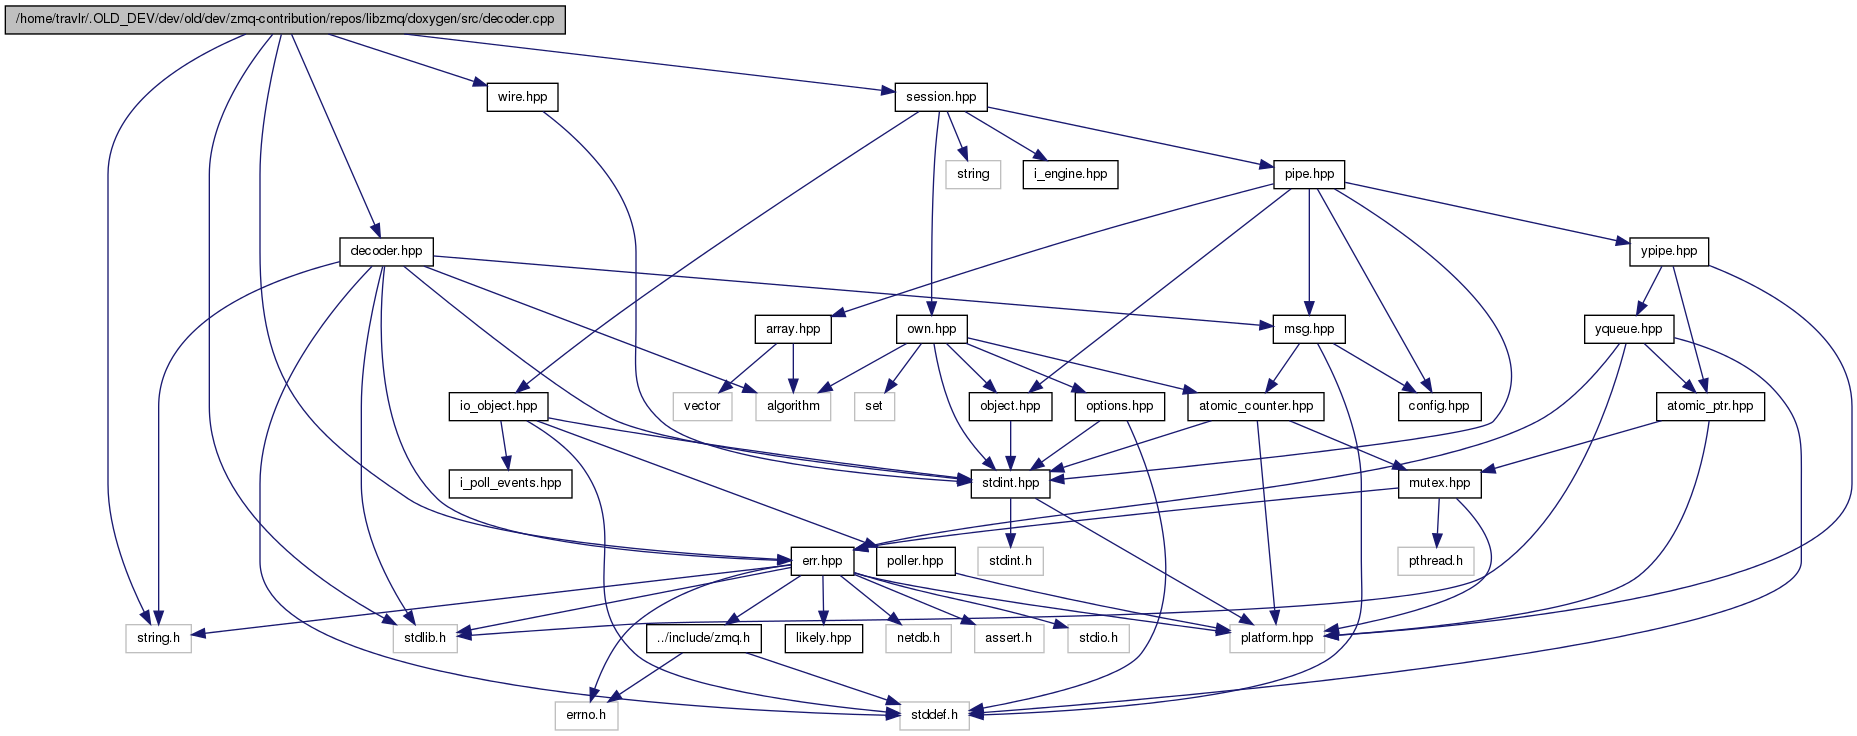 /home/travlr/.OLD_DEV/dev/old/dev/zmq-contribution/repos/libzmq/doxygen/src/decoder.cpp
wire.hpp
session.hpp
string
i_engine.hpp
pipe.hpp
decoder.hpp
ypipe.hpp
array.hpp
own.hpp
msg.hpp
yqueue.hpp
io_object.hpp
vector
algorithm
set
object.hpp
options.hpp
atomic_counter.hpp
config.hpp
atomic_ptr.hpp
i_poll_events.hpp
stdint.hpp
mutex.hpp
err.hpp
poller.hpp
stdint.h
pthread.h
string.h
stdlib.h
../include/zmq.h
likely.hpp
netdb.h
assert.h
stdio.h
platform.hpp
errno.h
stddef.h